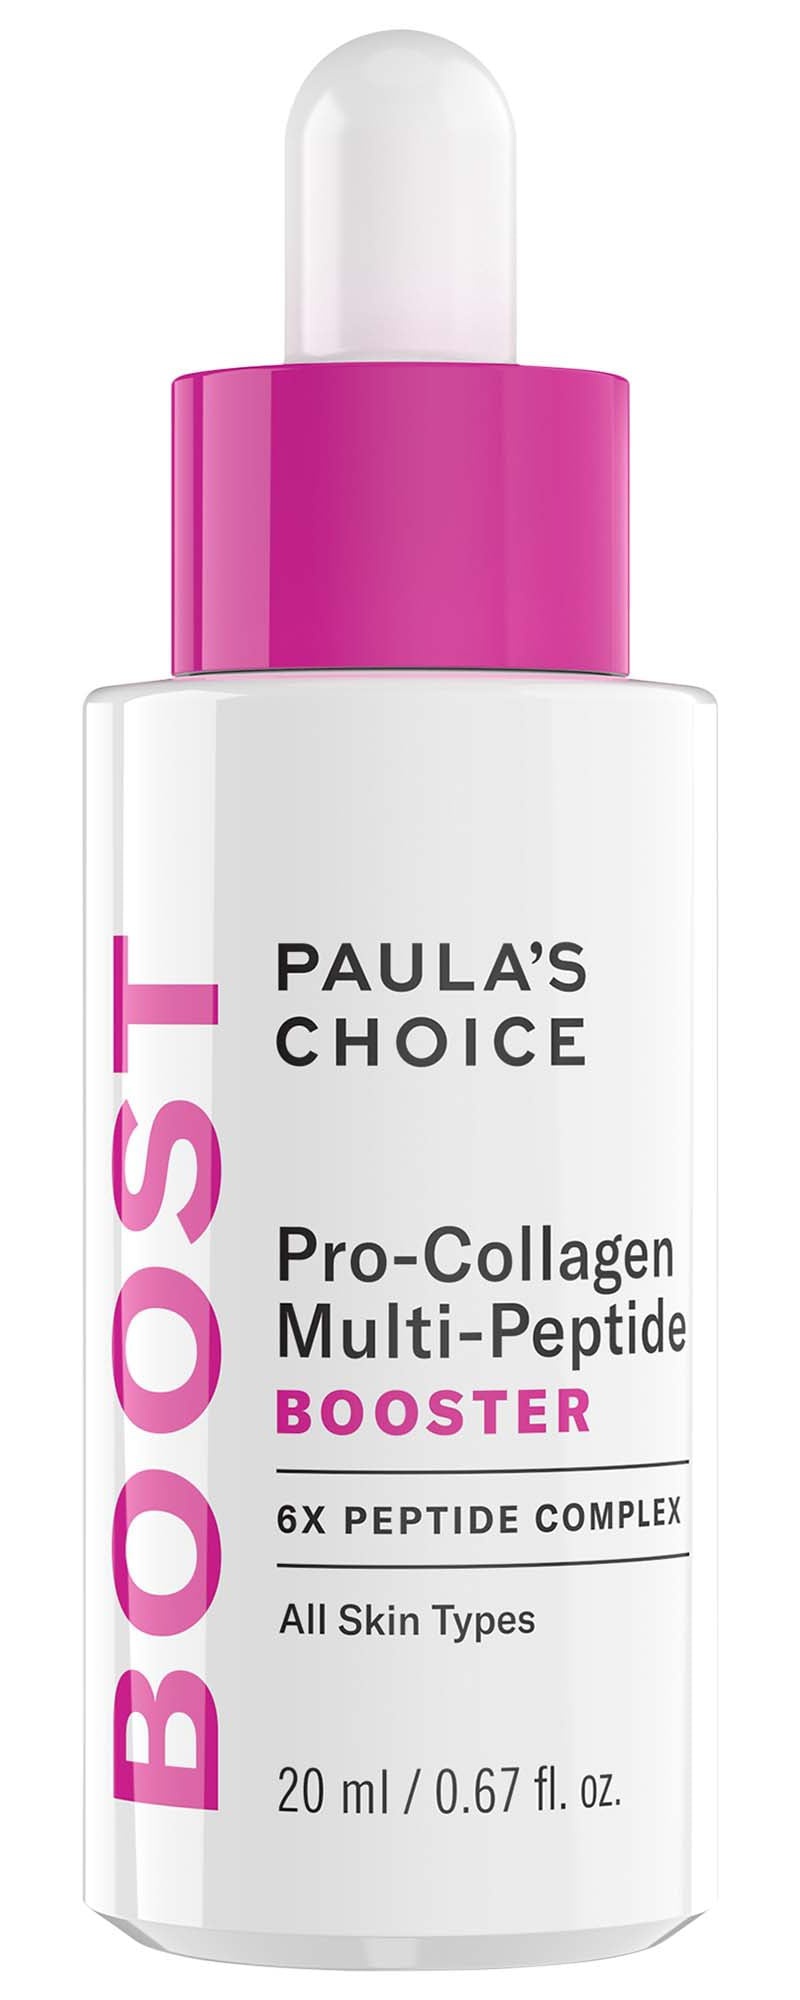 BOOST
PAULA'S
CHOICE
Pro-Collagen
Multi-Peptide
BOOSTER
6X PEPTIDE COMPLEX
All Skin Types
20 ml / 0.67 fl. oz.